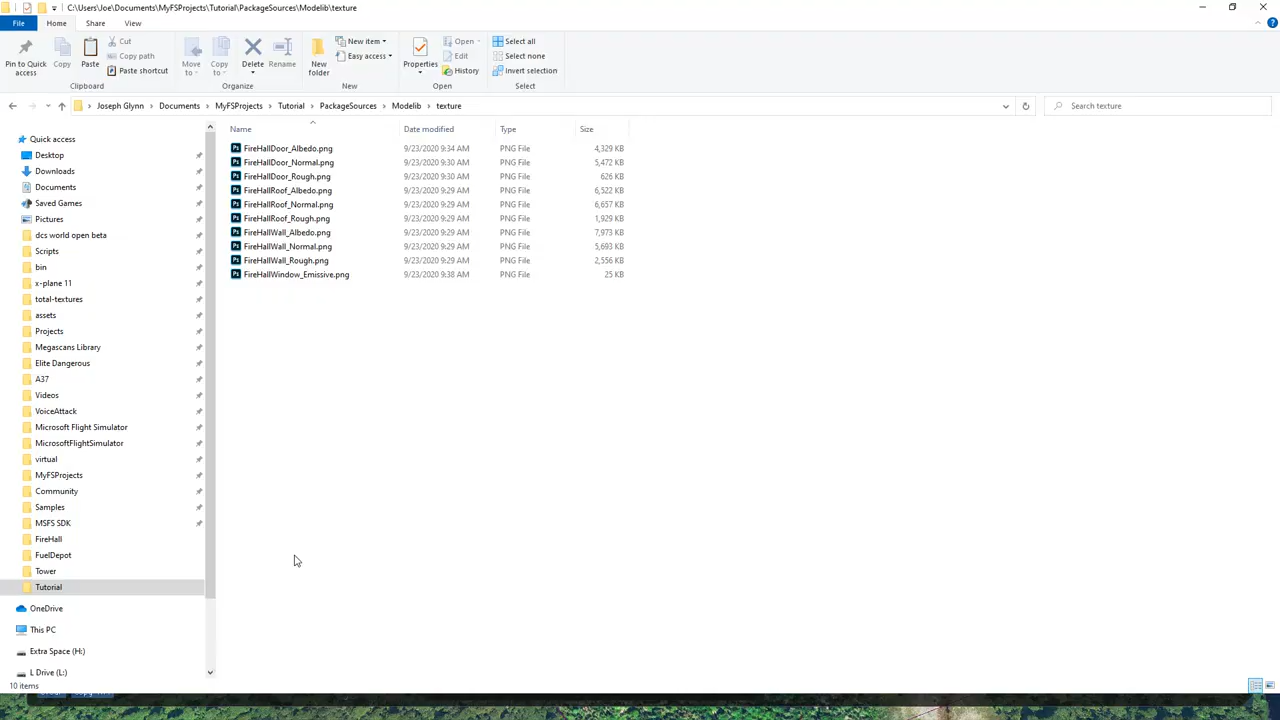 C:\Users\Joe\Documents\MyFSProjects\Tutorial\PackageSources\Modelib\texture
File
Home
Share
View
Pin to Quick access
Copy
Paste
Cut
Copy path
Paste shortcut
Clipboard
Move to
Copy to
Delete
Rename
Organize
New folder
New item
Easy access
New
Properties
Open
Edit
History
Open
Select all
Select none
Invert selection
Select
Joseph Glynn > Documents > MyFSProjects > Tutorial > PackageSources > Modelib > texture
Search texture
Quick access
Desktop
Downloads
Documents
Saved Games
Pictures
dcs world open beta
Scripts
bin
x-plane 11
total-textures
assets
Projects
Megascans Library
Elite Dangerous
A37
Videos
VoiceAttack
Microsoft Flight Simulator
MicrosoftFlightSimulator
virtual
MyFSProjects
Community
Samples
MSFS SDK
FireHall
FuelDepot
Tower
Tutorial
OneDrive
This PC
Extra Space (H:)
L Drive (L:)
Name Date modified Type Size
FireHallDoor_Albedo.png 9/23/2020 9:34 AM PNG File 4,329 KB
FireHallDoor_Normal.png 9/23/2020 9:30 AM PNG File 5,472 KB
FireHallDoor_Rough.png 9/23/2020 9:30 AM PNG File 626 KB
FireHallRoof_Albedo.png 9/23/2020 9:29 AM PNG File 6,522 KB
FireHallRoof_Normal.png 9/23/2020 9:29 AM PNG File 6,657 KB
FireHallRoof_Rough.png 9/23/2020 9:29 AM PNG File 1,929 KB
FireHallWall_Albedo.png 9/23/2020 9:29 AM PNG File 7,973 KB
FireHallWall_Normal.png 9/23/2020 9:29 AM PNG File 5,693 KB
FireHallWall_Rough.png 9/23/2020 9:29 AM PNG File 2,556 KB
FireHallWindow_Emissive.png 9/23/2020 9:38 AM PNG File 25 KB
10 items